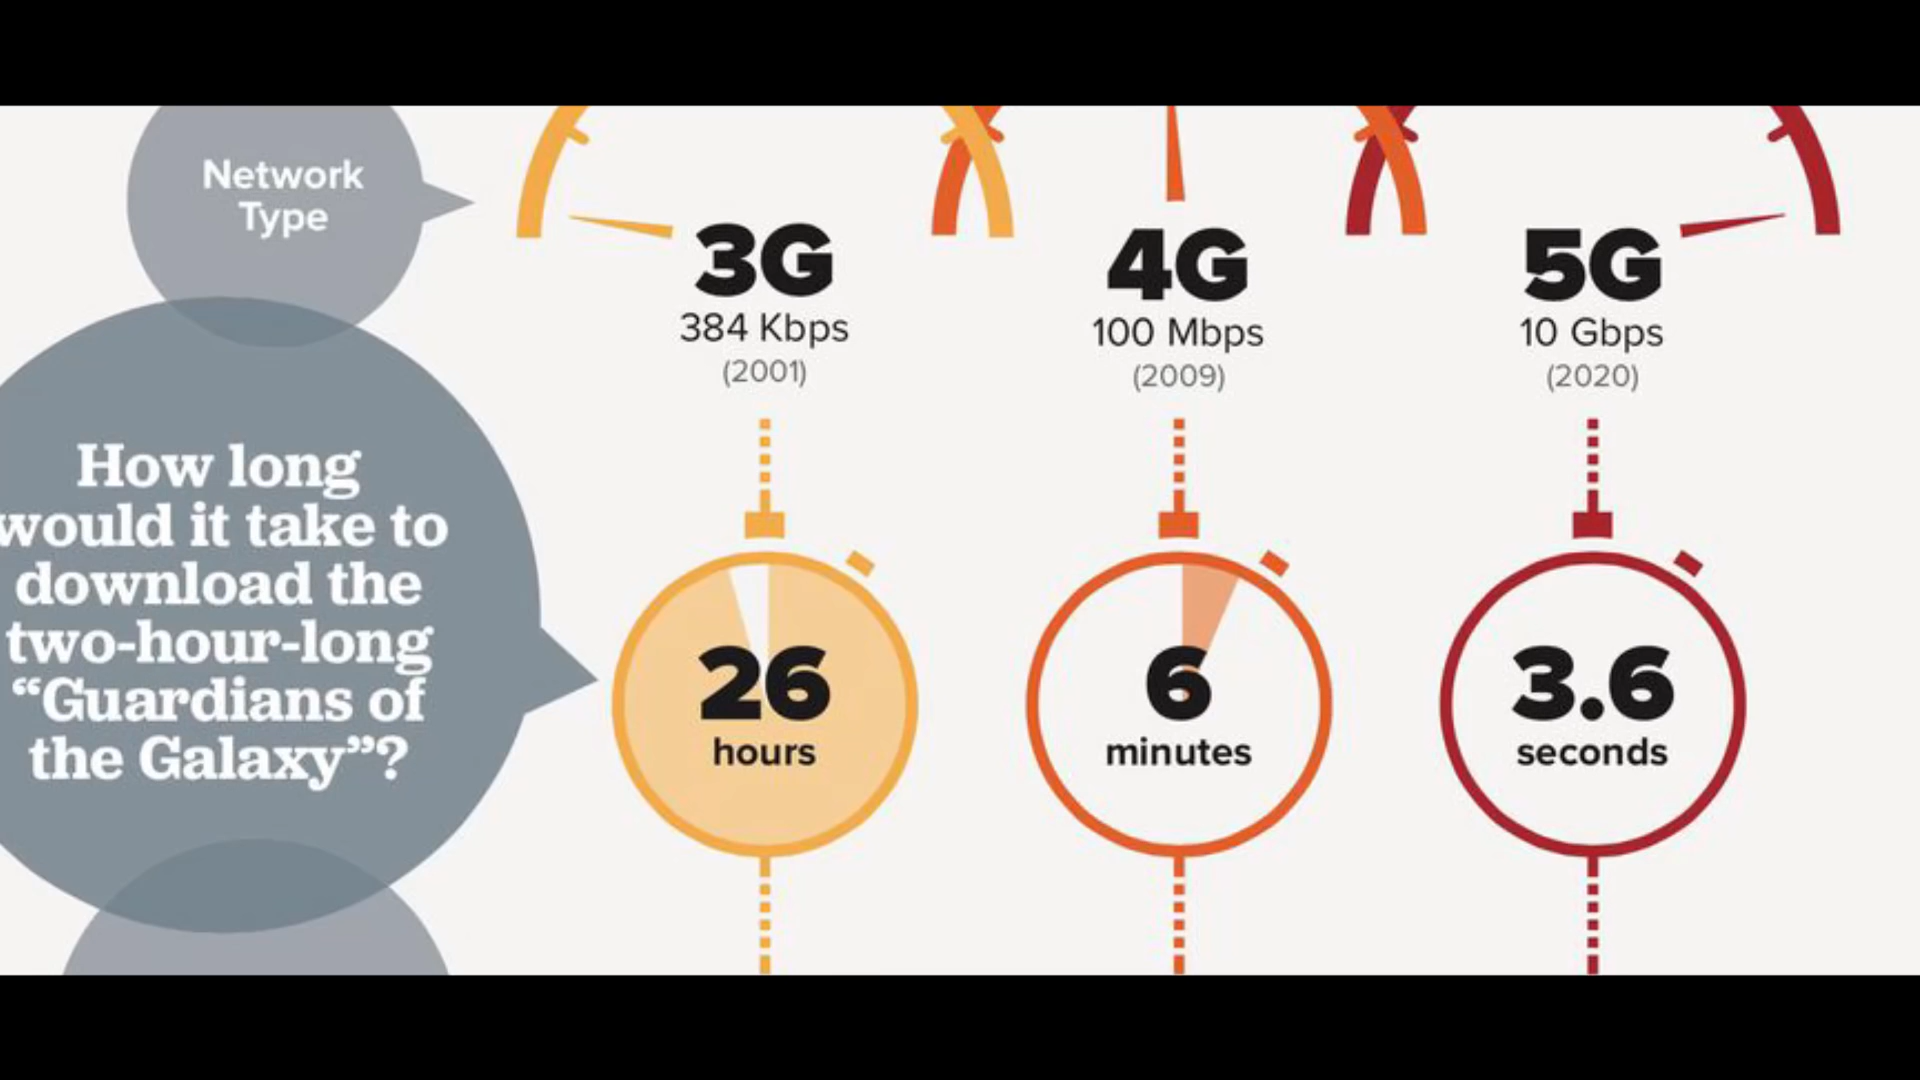 Network
Type
3G
384 Kbps
(2001)
4G
100 Mbps
(2009)
5G
10 Gbps
(2020)
How long
would it take to
download the
two-hour-long
“Guardians of
the Galaxy”?
26
hours
6
minutes
3.6
seconds